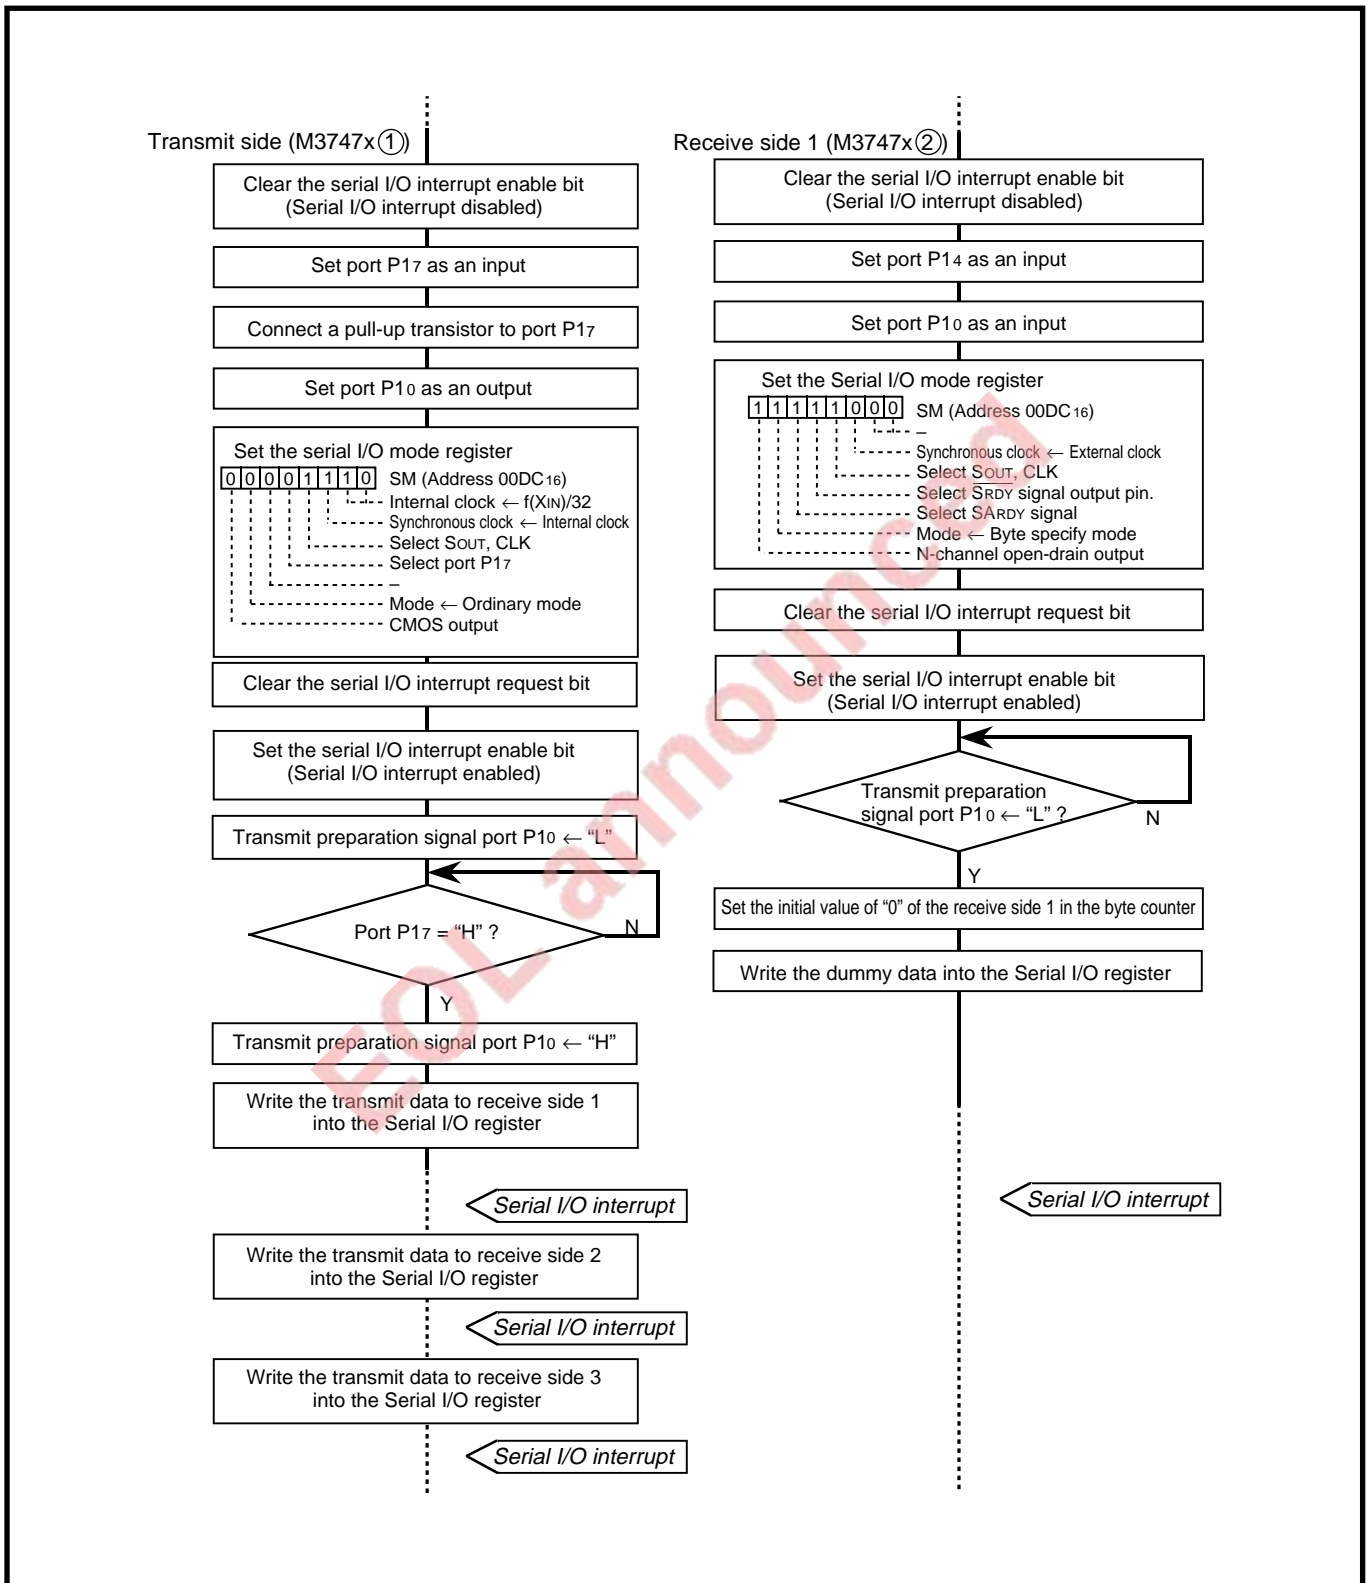 Transmit side (M3747x①)
Clear the serial I/O interrupt enable bit
(Serial I/O interrupt disabled)
Set port P17 as an input
Connect a pull-up transistor to port P17
Set port P10 as an output
Set the serial I/O mode register
0 0 0 0 1 1 1 0 SM (Address 00DC16)
Internal clock ← f(XIN)/32
Synchronous clock ← Internal clock
Select SOUT, CLK
Select port P17
–
Mode ← Ordinary mode
CMOS output
Clear the serial I/O interrupt request bit
Set the serial I/O interrupt enable bit
(Serial I/O interrupt enabled)
Transmit preparation signal port P10 ← “L”
Port P17 = “H” ?
N
Y
Transmit preparation signal port P10 ← “H”
Write the transmit data to receive side 1
into the Serial I/O register
Serial I/O interrupt
Write the transmit data to receive side 2
into the Serial I/O register
Serial I/O interrupt
Write the transmit data to receive side 3
into the Serial I/O register
Serial I/O interrupt
Receive side 1 (M3747x②)
Clear the serial I/O interrupt enable bit
(Serial I/O interrupt disabled)
Set port P14 as an input
Set port P10 as an input
Set the Serial I/O mode register
1 1 1 1 1 0 0 0 SM (Address 00DC16)
–
Synchronous clock ← External clock
Select SOUT, CLK
Select S̅R̅D̅Y̅ signal output pin.
Select SARDY signal
Mode ← Byte specify mode
N-channel open-drain output
Clear the serial I/O interrupt request bit
Set the serial I/O interrupt enable bit
(Serial I/O interrupt enabled)
Transmit preparation
signal port P10 ← “L” ?
N
Y
Set the initial value of “0” of the receive side 1 in the byte counter
Write the dummy data into the Serial I/O register
Serial I/O interrupt
EOL announced